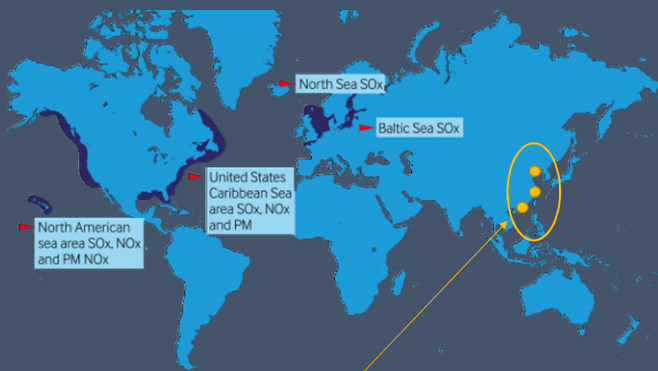 North Sea SOx
Baltic Sea SOx
United States
Caribbean Sea
area SOx, NOx
and PM
North American
sea area SOx, NOx
and PM NOx